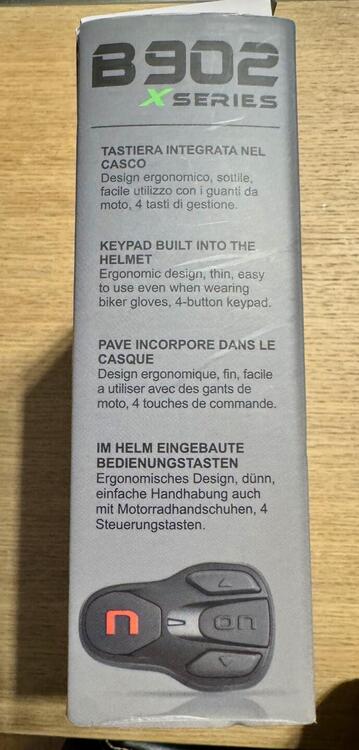 B902
X SERIES
TASTIERA INTEGRATA NEL
CASCO
Design ergonomico, sottile,
facile utilizzo con i guanti da
moto, 4 tasti di gestione.
KEYPAD BUILT INTO THE
HELMET
Ergonomic design, thin, easy
to use even when wearing
biker gloves, 4-button keypad.
PAVE INCORPORE DANS LE
CASQUE
Design ergonomique, fin, facile
a utiliser avec des gants de
moto, 4 touches de commande.
IM HELM EINGEBAUTE
BEDIENUNGSTASTEN
Ergonomisches Design, dünn,
einfache Handhabung auch
mit Motorradhandschuhen, 4
Steuerungstasten.
ON